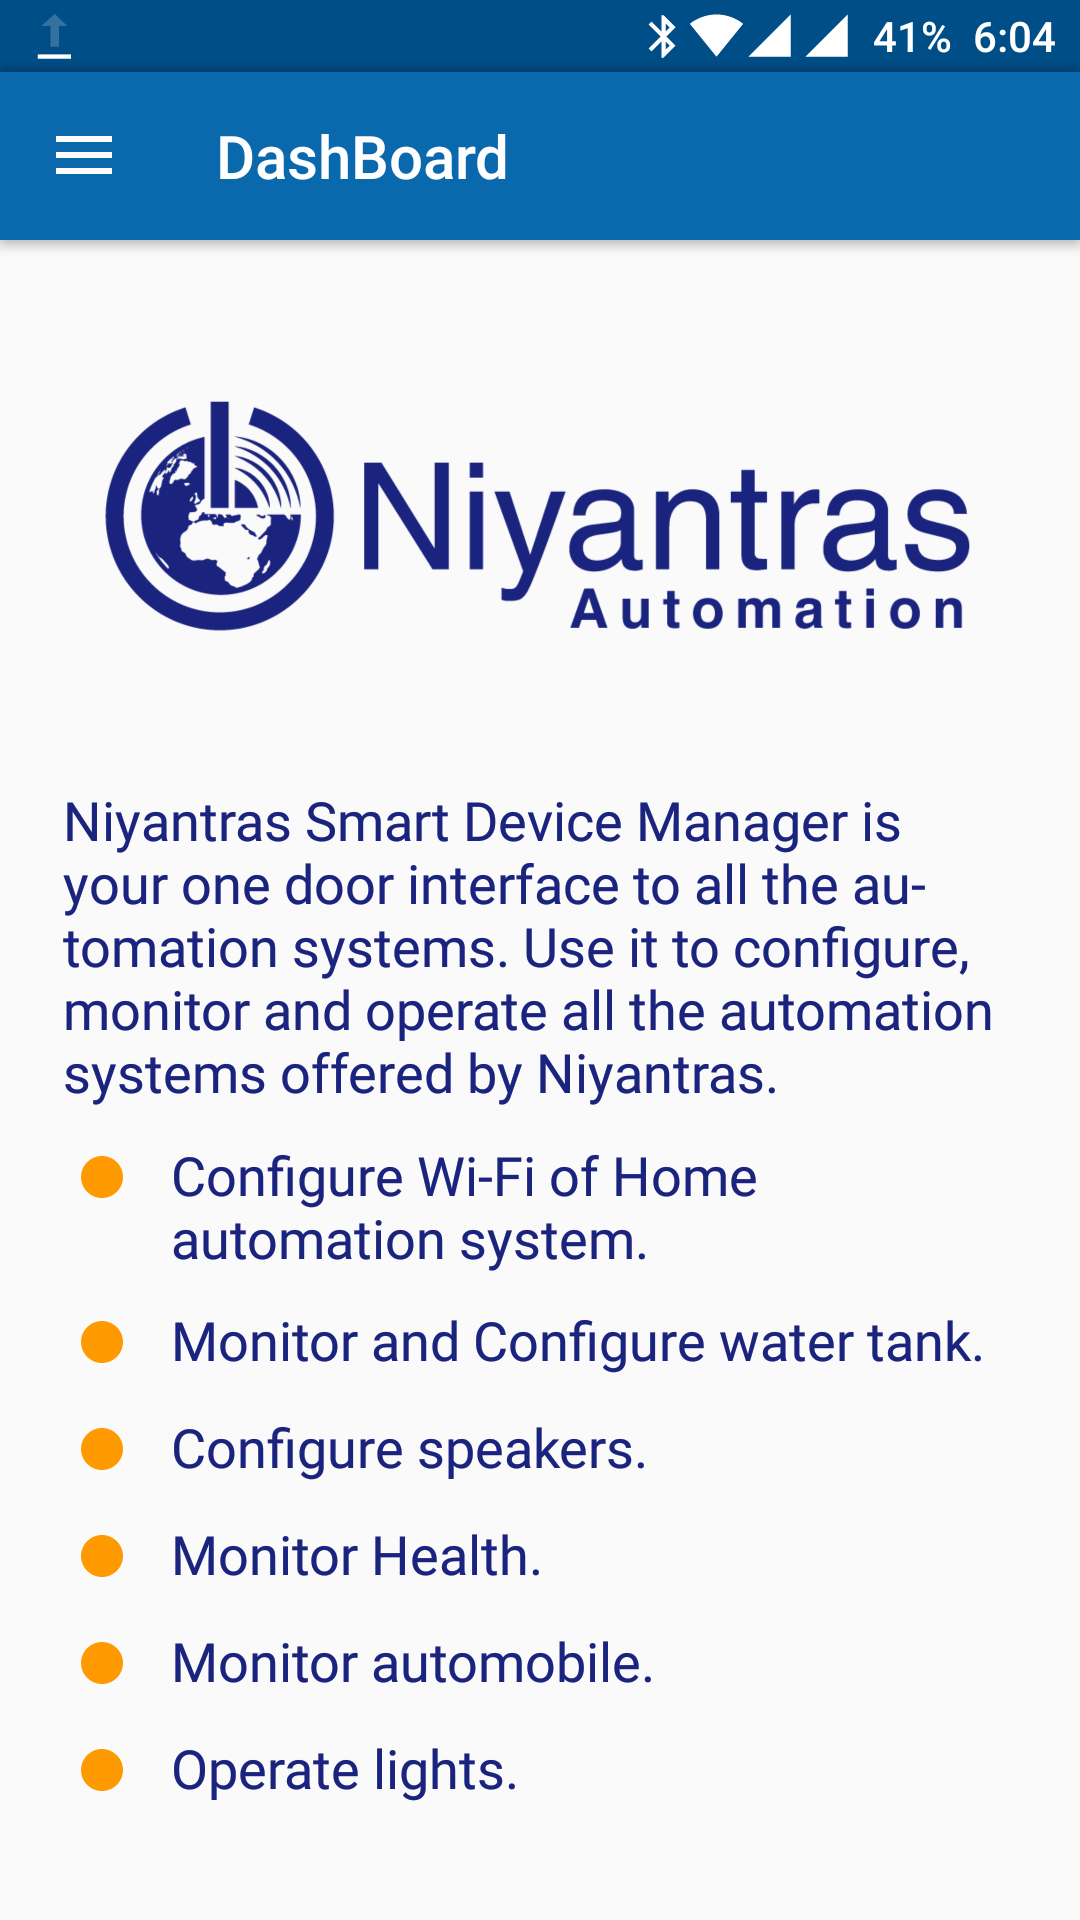 41% 6:04
DashBoard
Niyantras
Automation
Niyantras Smart Device Manager is
your one door interface to all the au-
tomation systems. Use it to configure,
monitor and operate all the automation
systems offered by Niyantras.
Configure Wi-Fi of Home
automation system.
Monitor and Configure water tank.
Configure speakers.
Monitor Health.
Monitor automobile.
Operate lights.